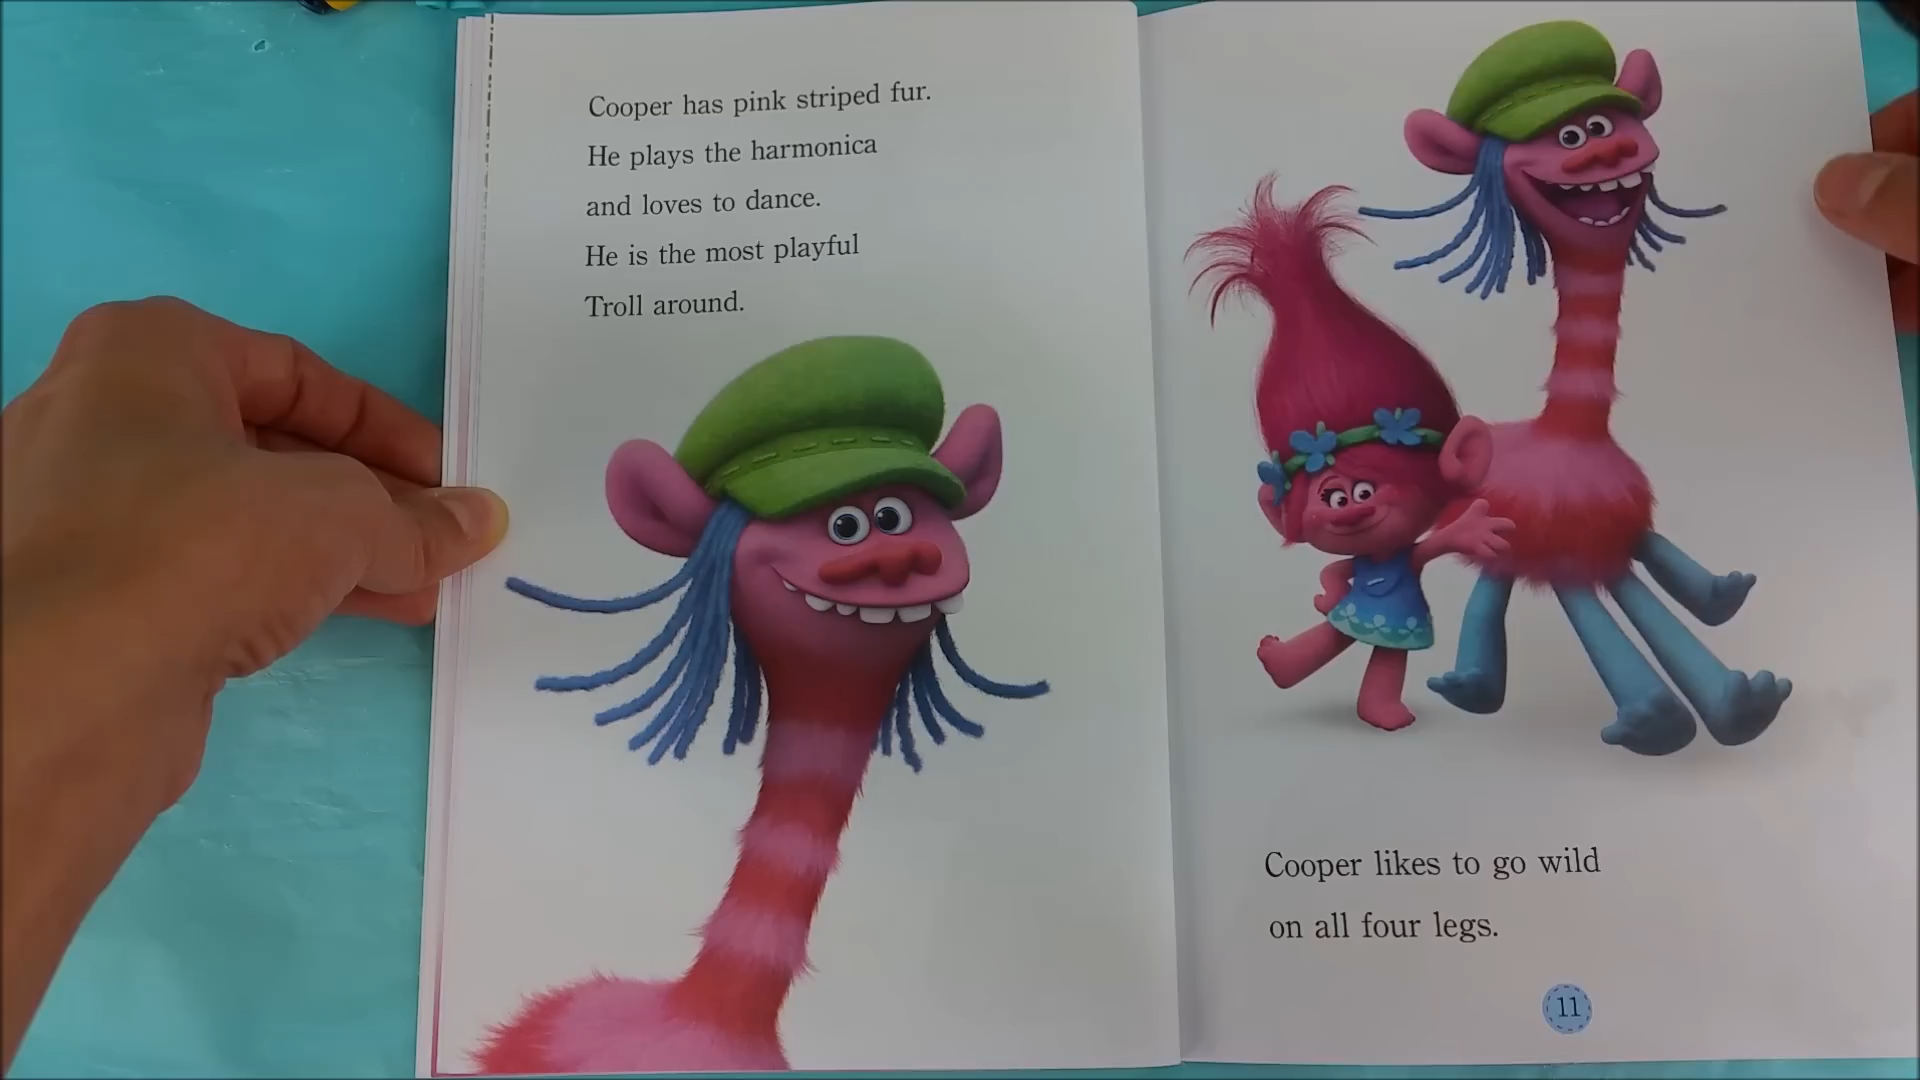 Cooper has pink striped fur.
He plays the harmonica
and loves to dance.
He is the most playful
Troll around.
Cooper likes to go wild
on all four legs.
11